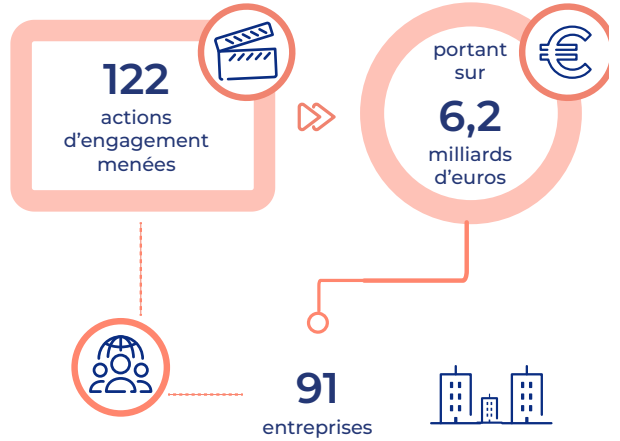 122
actions
d'engagement
menées
portant
sur
6,2
milliards
d'euros
91
entreprises